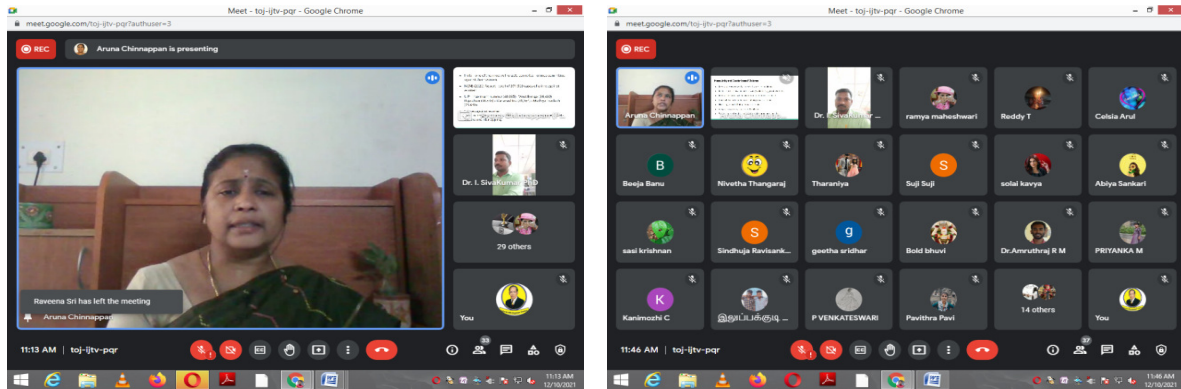 Meet - toj-ijtv-pqr - Google Chrome
meet.google.com/toj-ijtv-pqr?authuser=3
REC
Aruna Chinnappan is presenting
Dr. I. Sivakumar PhD
29 others
Raveena Sri has left the meeting
Aruna Chinnappan
You
11:13 AM | toj-ijtv-pqr
33
11:13 AM
12/10/2021
Meet - toj-ijtv-pqr - Google Chrome
meet.google.com/toj-ijtv-pqr?authuser=3
REC
Aruna Chinnappan
Dr. I. Sivakumar ...
ramya maheshwari
Reddy T
Celsia Arul
B
Beeja Banu
Nivetha Thangaraj
Tharaniya
S
Suji Suji
solai kavya
Abiya Sankari
sasi krishnan
S
Sindhuja Ravisank...
g
geetha sridhar
Bold bhuvi
Dr.Amruthraj R M
PRIYANKA M
K
Kanimozhi C
P VENKATESWARI
Pavithra Pavi
14 others
You
11:46 AM | toj-ijtv-pqr
37
11:46 AM
12/10/2021